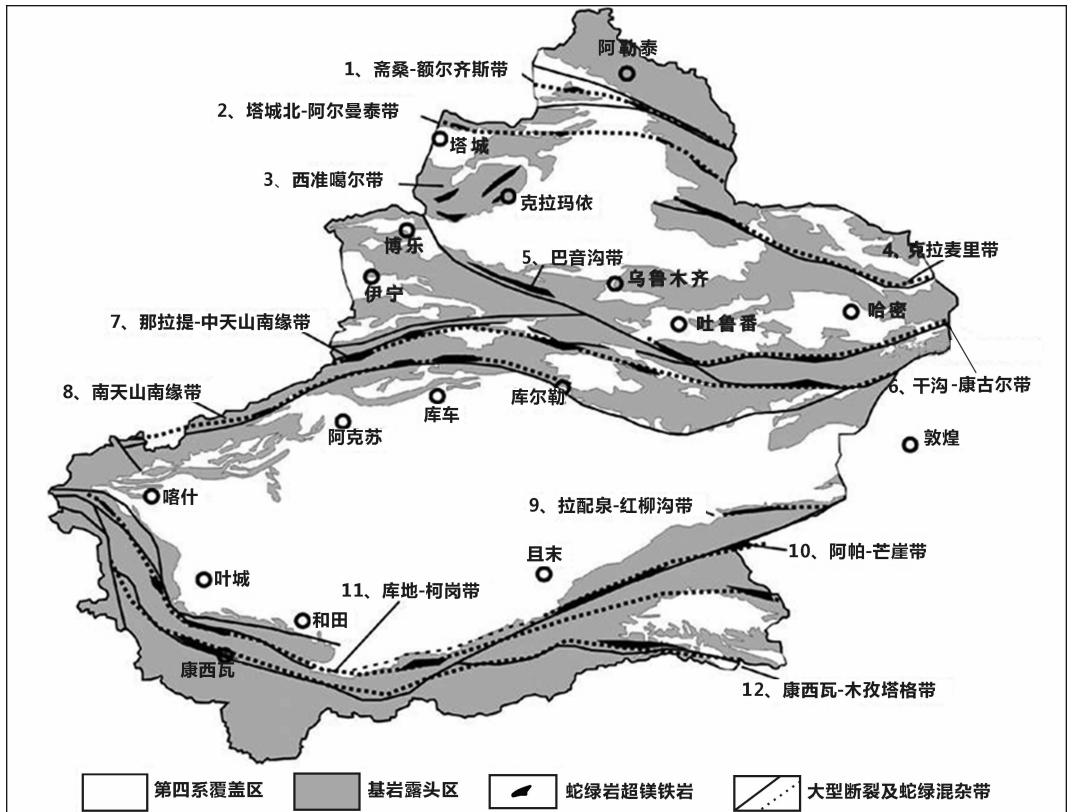 阿勒泰
1、斋桑-额尔齐斯带
2、塔城北-阿尔曼泰带
塔城
3、西准噶尔带
克拉玛依
博乐
5、巴音沟带
4、克拉麦里带
乌鲁木齐
伊宁
哈密
7、那拉提-中天山南缘带
吐鲁番
8、南天山南缘带
6、干沟-康古尔带
库尔勒
库车
阿克苏
敦煌
喀什
9、拉配泉-红柳沟带
10、阿帕-芒崖带
且末
叶城
11、库地-柯岗带
和田
康西瓦
12、康西瓦-木孜塔格带
第四系覆盖区
基岩露头区
蛇绿岩超镁铁岩
大型断裂及蛇绿混杂带